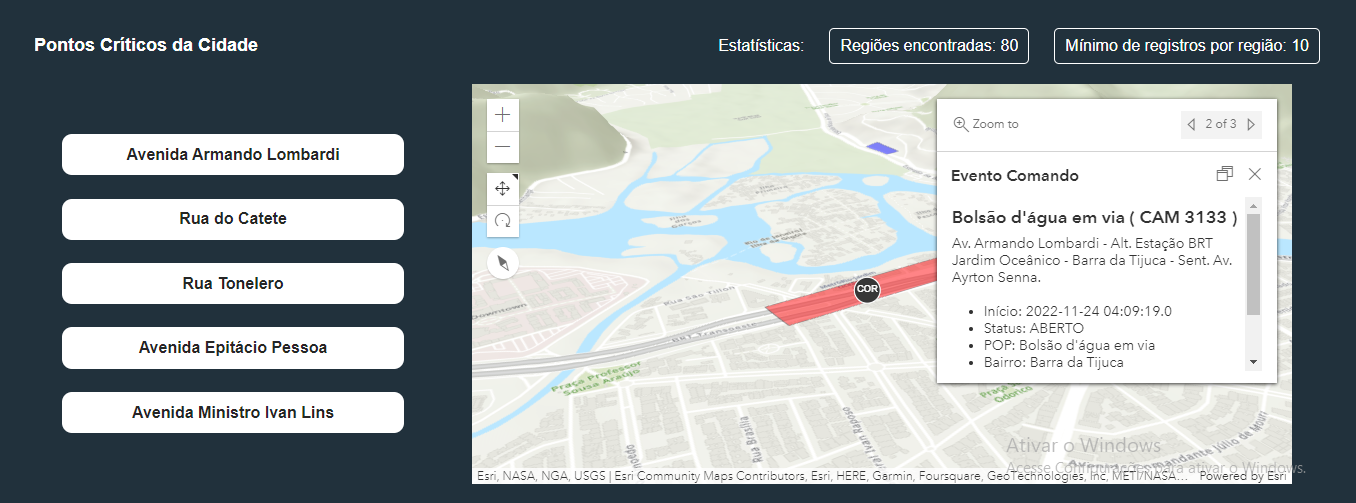 Pontos Críticos da Cidade
Estatísticas:
Regiões encontradas: 80
Mínimo de registros por região: 10
Avenida Armando Lombardi
Rua do Catete
Rua Tonelero
Avenida Epitácio Pessoa
Avenida Ministro Ivan Lins
Zoom to
2 of 3
Evento Comando
Bolsão d'água em via ( CAM 3133 )
Av. Armando Lombardi - Alt. Estação BRT
Jardim Oceânico - Barra da Tijuca - Sent. Av.
Ayrton Senna.
Início: 2022-11-24 04:09:19.0
Status: ABERTO
POP: Bolsão d'água em via
Bairro: Barra da Tijuca
COR
Rua São Tillon
Downtown
BRT TransOeste
Praça Professor
Sousa Araújo
Rua Brasília
Ivan Raposo
Odorico
Ativar o Windows
Acesse Configurações para ativar o Windows.
Esri, NASA, NGA, USGS | Esri Community Maps Contributors, Esri, HERE, Garmin, Foursquare, GeoTechnologies, Inc, METI/NASA...
Powered by Esri